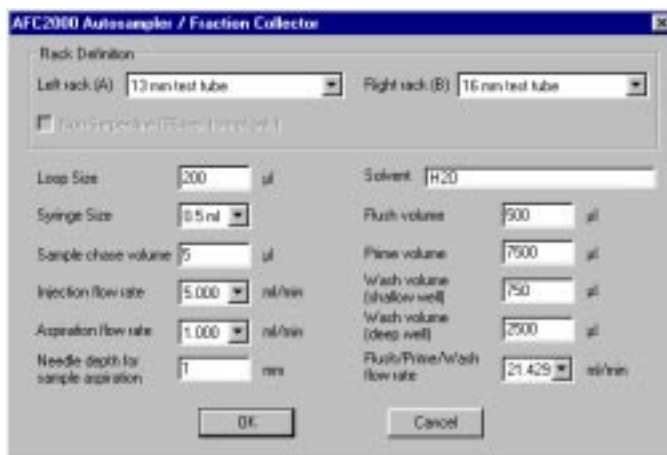 AFC2000 Autosampler / Fraction Collector
Rack Definition
Left rack (A) 13 mm test tube
Right rack (B) 16 mm test tube
Loop Size 200 µl
Solvent H2O
Syringe Size 0.5 ml
Flush volume 500 µl
Sample chase volume 5 µl
Prime volume 7500 µl
Injection flow rate 5.000 ml/min
Wash volume (shallow well) 750 µl
Aspiration flow rate 1.000 ml/min
Wash volume (deep well) 2500 µl
Needle depth for sample aspiration 1 mm
Flush/Prime/Wash flow rate 21.429 ml/min
OK
Cancel